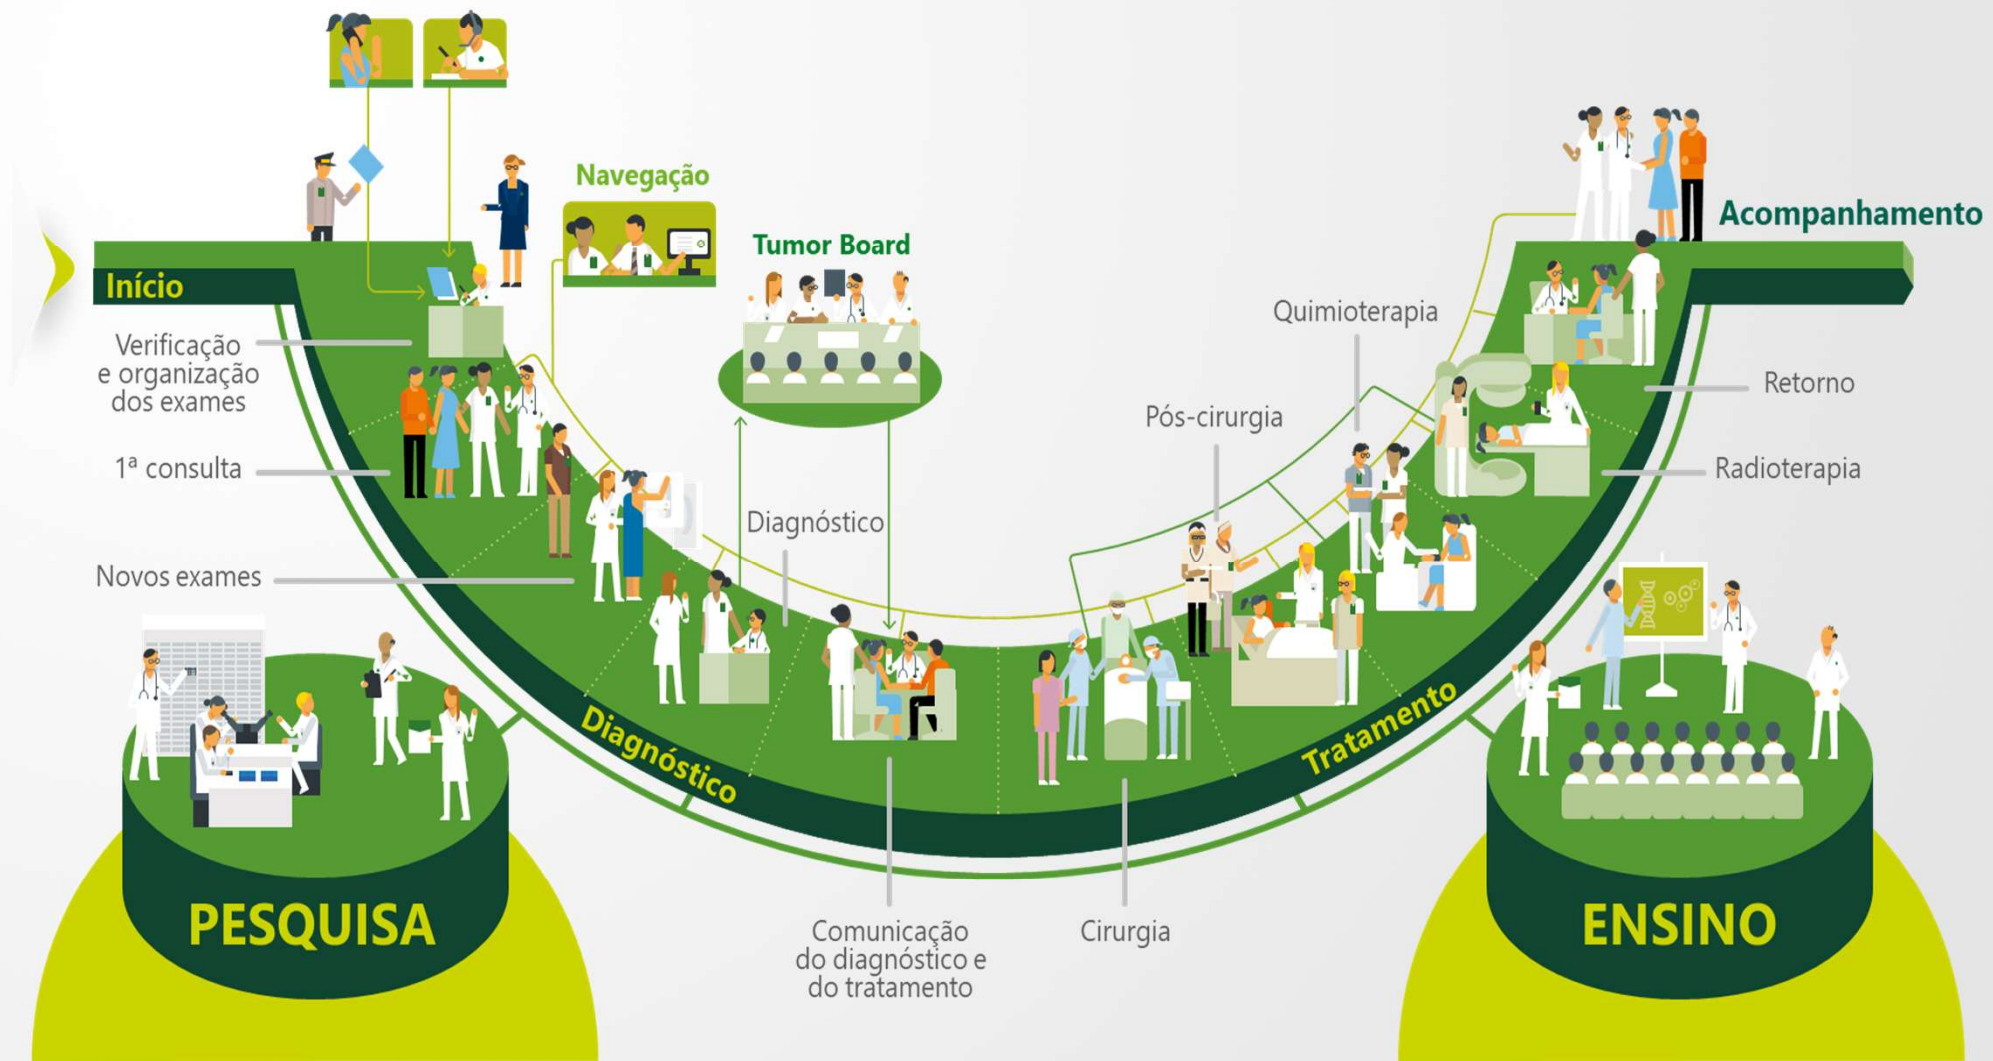 Navegação
Tumor Board
Início
Verificação
e organização
dos exames
1ª consulta
Novos exames
Diagnóstico
Diagnóstico
Comunicação
do diagnóstico e
do tratamento
Cirurgia
Pós-cirurgia
Quimioterapia
Tratamento
Radioterapia
Retorno
Acompanhamento
PESQUISA
ENSINO